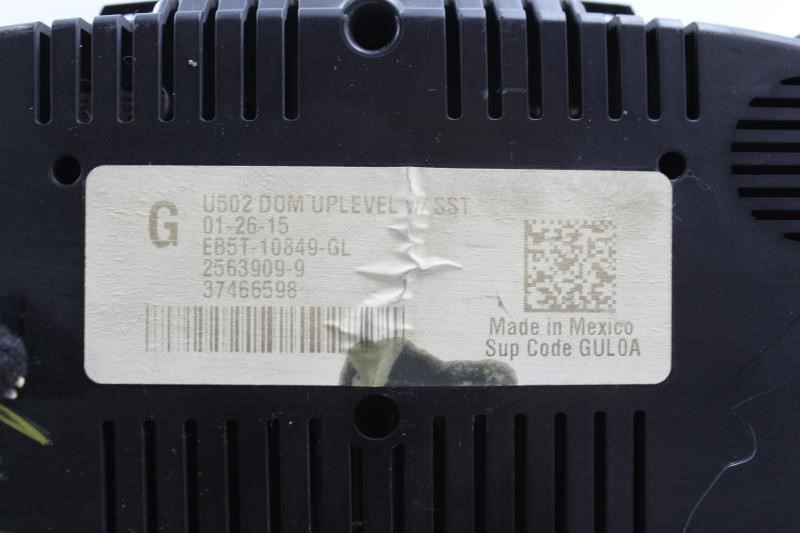 G
U502 DOM UPLEVEL w/ SST
01-26-15
EB5T-10849-GL
2563909-9
37466598
Made in Mexico
Sup Code GUL0A